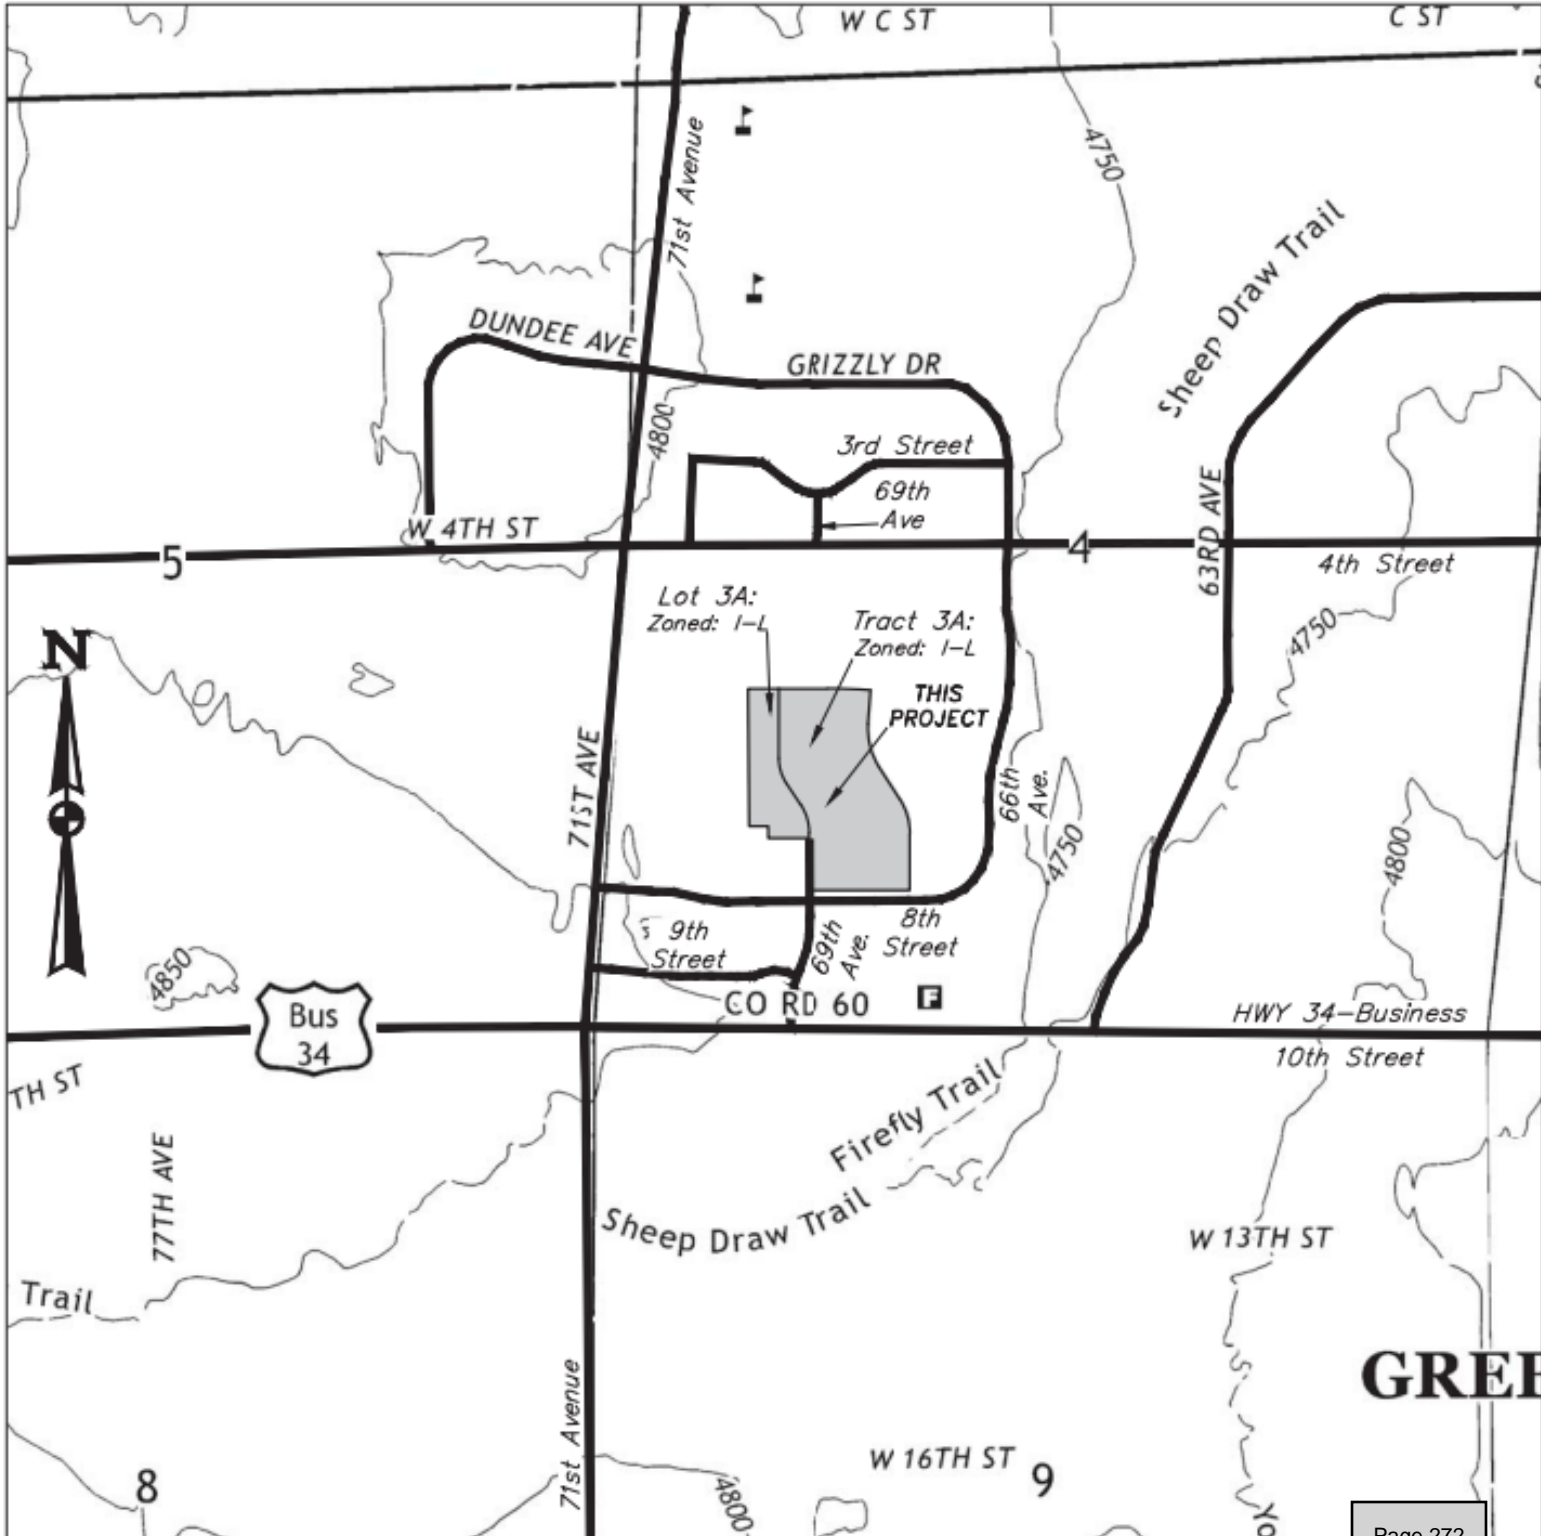 W C ST
C ST
71st Avenue
4750
Sheep Draw Trail
DUNDEE AVE
GRIZZLY DR
4800
3rd Street
69th
Ave
W 4TH ST
5
4
63RD AVE
4th Street
Lot 3A:
Zoned: I-L
Tract 3A:
Zoned: I-L
4750
N
THIS
PROJECT
71ST AVE
66th
Ave.
4750
4800
8th
Street
9th
Street
69th
Ave.
4850
CO RD 60
F
Bus
34
HWY 34-Business
10th Street
TH ST
Firefly Trail
77TH AVE
Sheep Draw Trail
W 13TH ST
Trail
GREE
71st Avenue
W 16TH ST
8
9
4800
Yo
Page 272